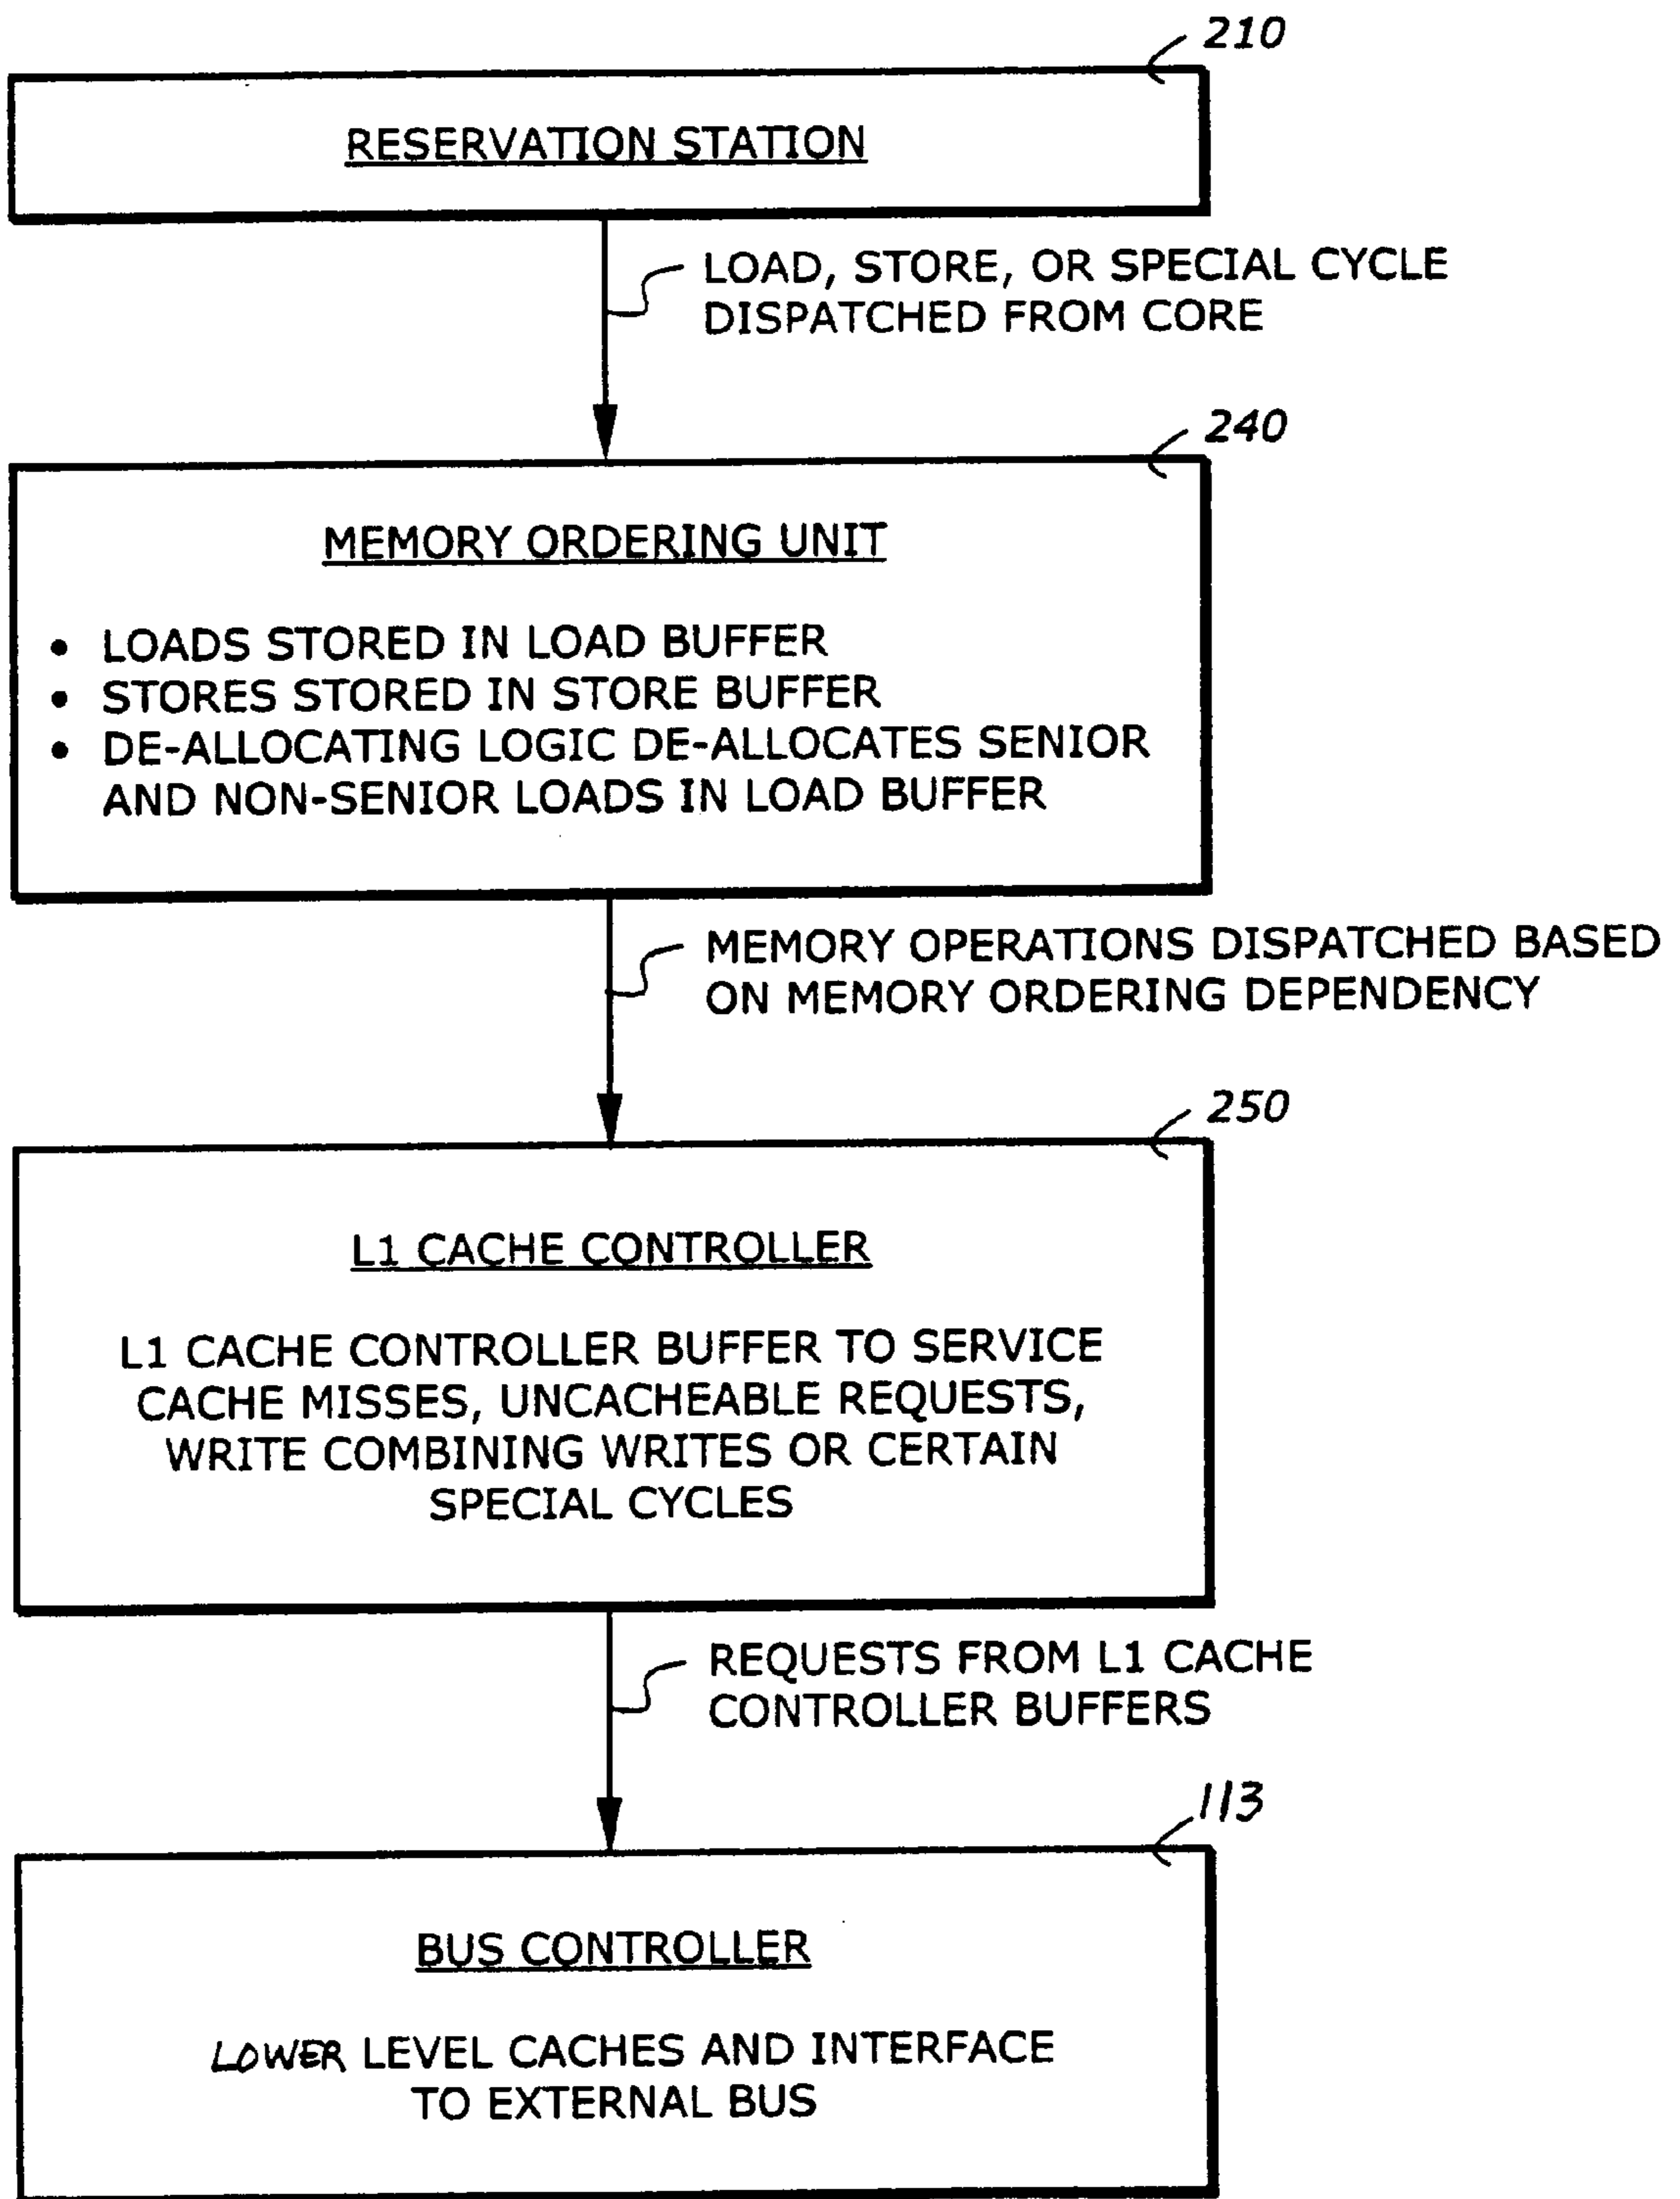 210
RESERVATION STATION
LOAD, STORE, OR SPECIAL CYCLE
DISPATCHED FROM CORE
240
MEMORY ORDERING UNIT
• LOADS STORED IN LOAD BUFFER
• STORES STORED IN STORE BUFFER
• DE-ALLOCATING LOGIC DE-ALLOCATES SENIOR
AND NON-SENIOR LOADS IN LOAD BUFFER
MEMORY OPERATIONS DISPATCHED BASED
ON MEMORY ORDERING DEPENDENCY
250
L1 CACHE CONTROLLER
L1 CACHE CONTROLLER BUFFER TO SERVICE
CACHE MISSES, UNCACHEABLE REQUESTS,
WRITE COMBINING WRITES OR CERTAIN
SPECIAL CYCLES
REQUESTS FROM L1 CACHE
CONTROLLER BUFFERS
113
BUS CONTROLLER
LOWER LEVEL CACHES AND INTERFACE
TO EXTERNAL BUS